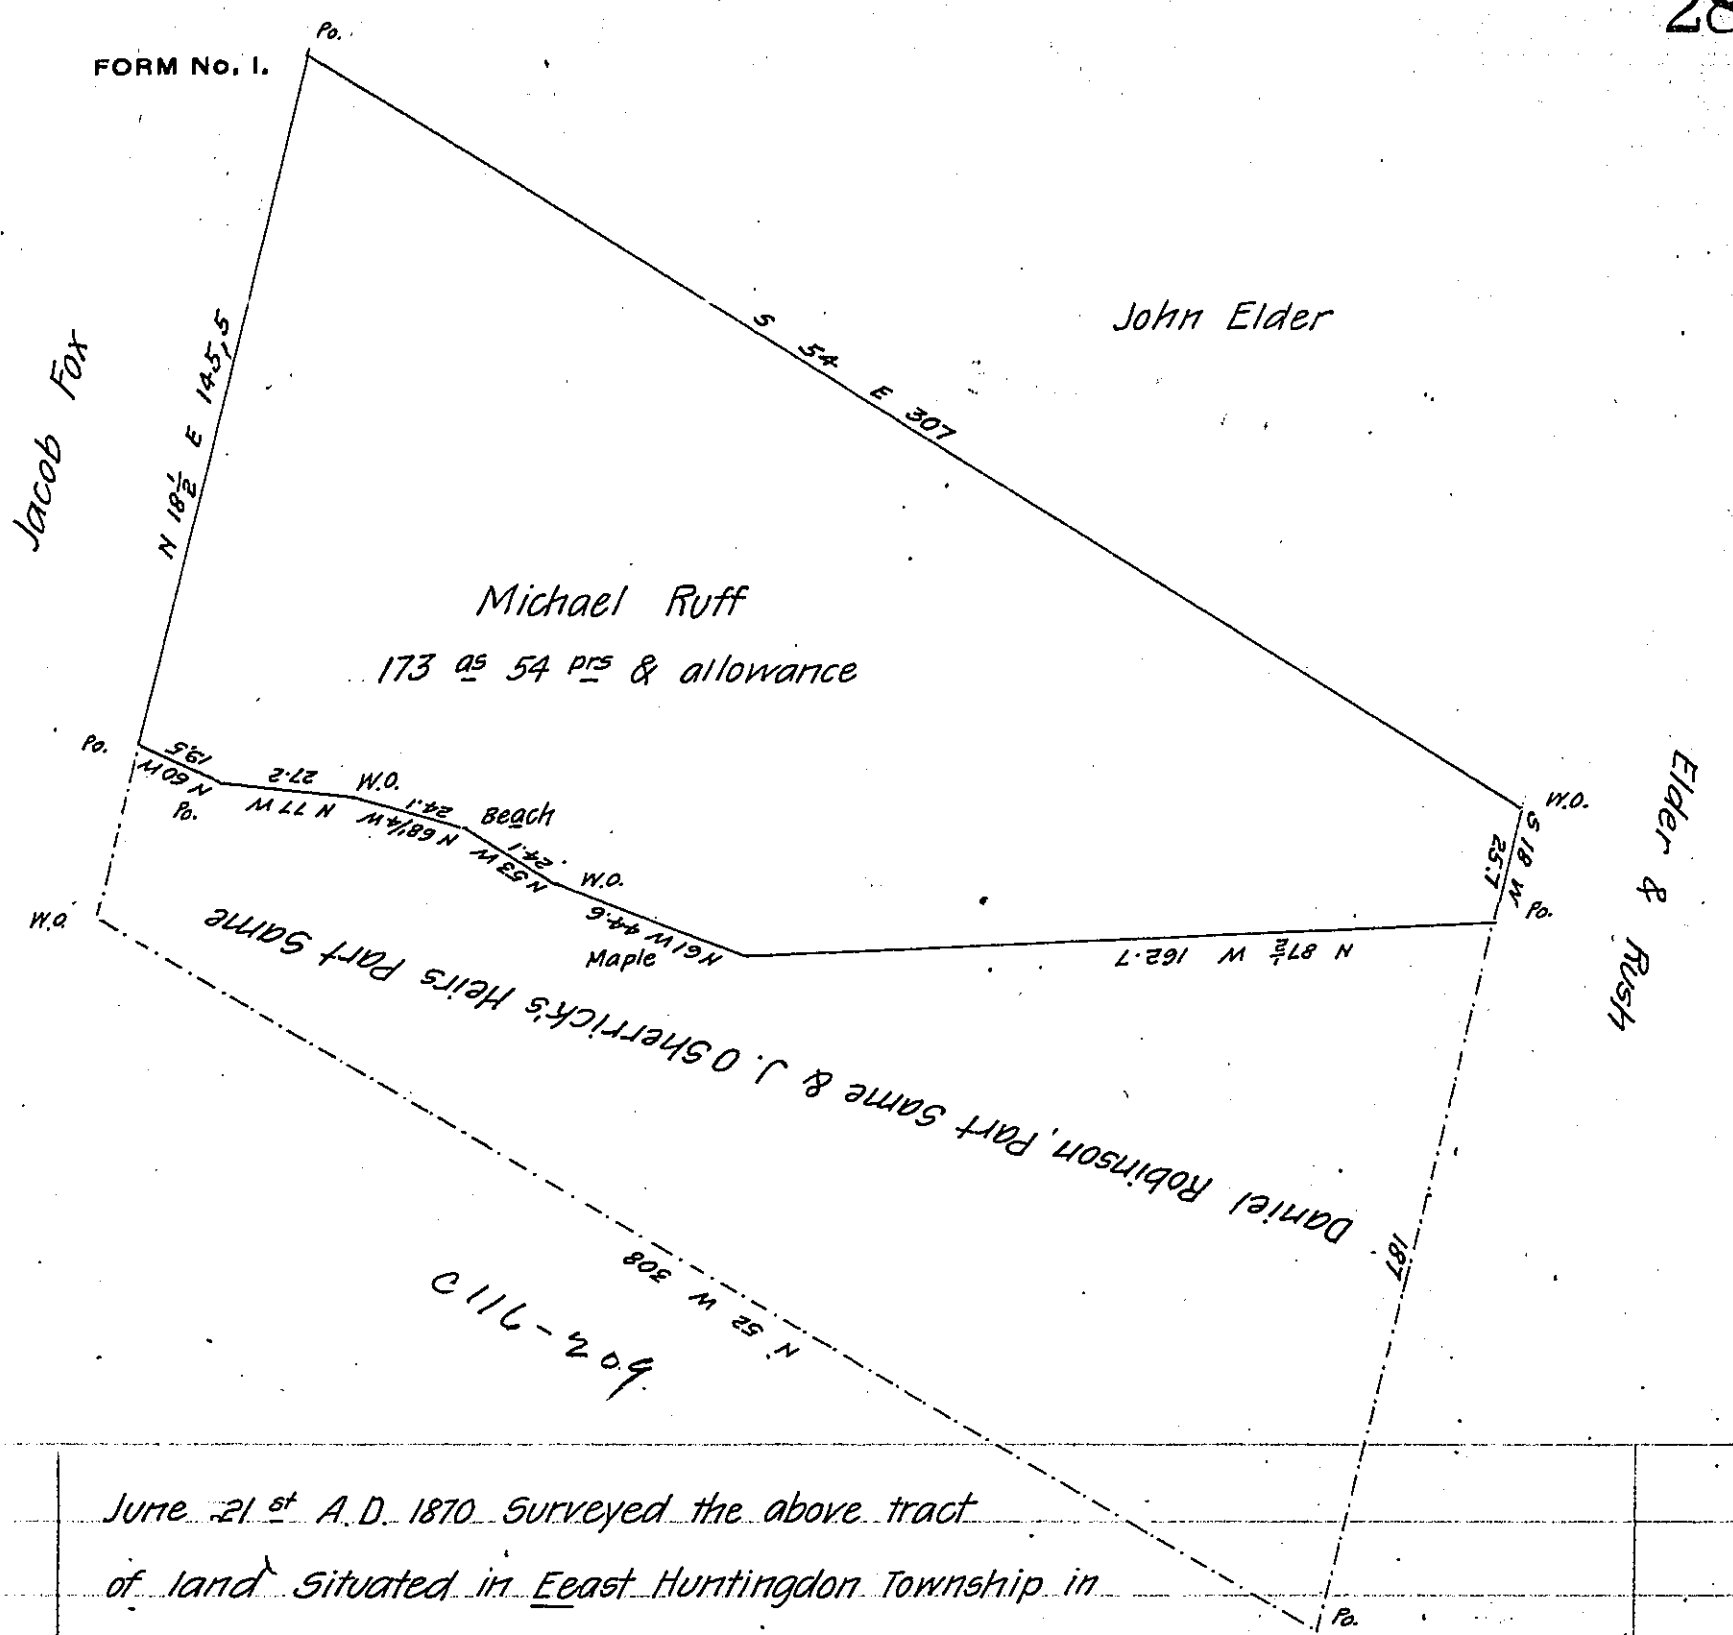 28
Po.
FORM No. 1.
John Elder
S 54 E 307
N 18½ E 145,5
Jacob Fox
Michael Ruff
173 as 54 prs & allowance
Po.
19.5
N 60 W
Po.
27.2
N 77 W
W.O.
24.1
N 68¼ W
Beach
24.1
N 53 W
W.O.
N 61 W 44.6
Maple
N 87½ W 162.7
W.O.
S 18 W
25.7
Po.
Elder & Rush
W.O.
Daniel Robinson, Part Same & J. O Sherrick's Heirs Part Same
187
N 52 W 308
C117-209
June 21st A.D. 1870 Surveyed the above tract
of land Situated in Eeast Huntingdon Township in
Po.